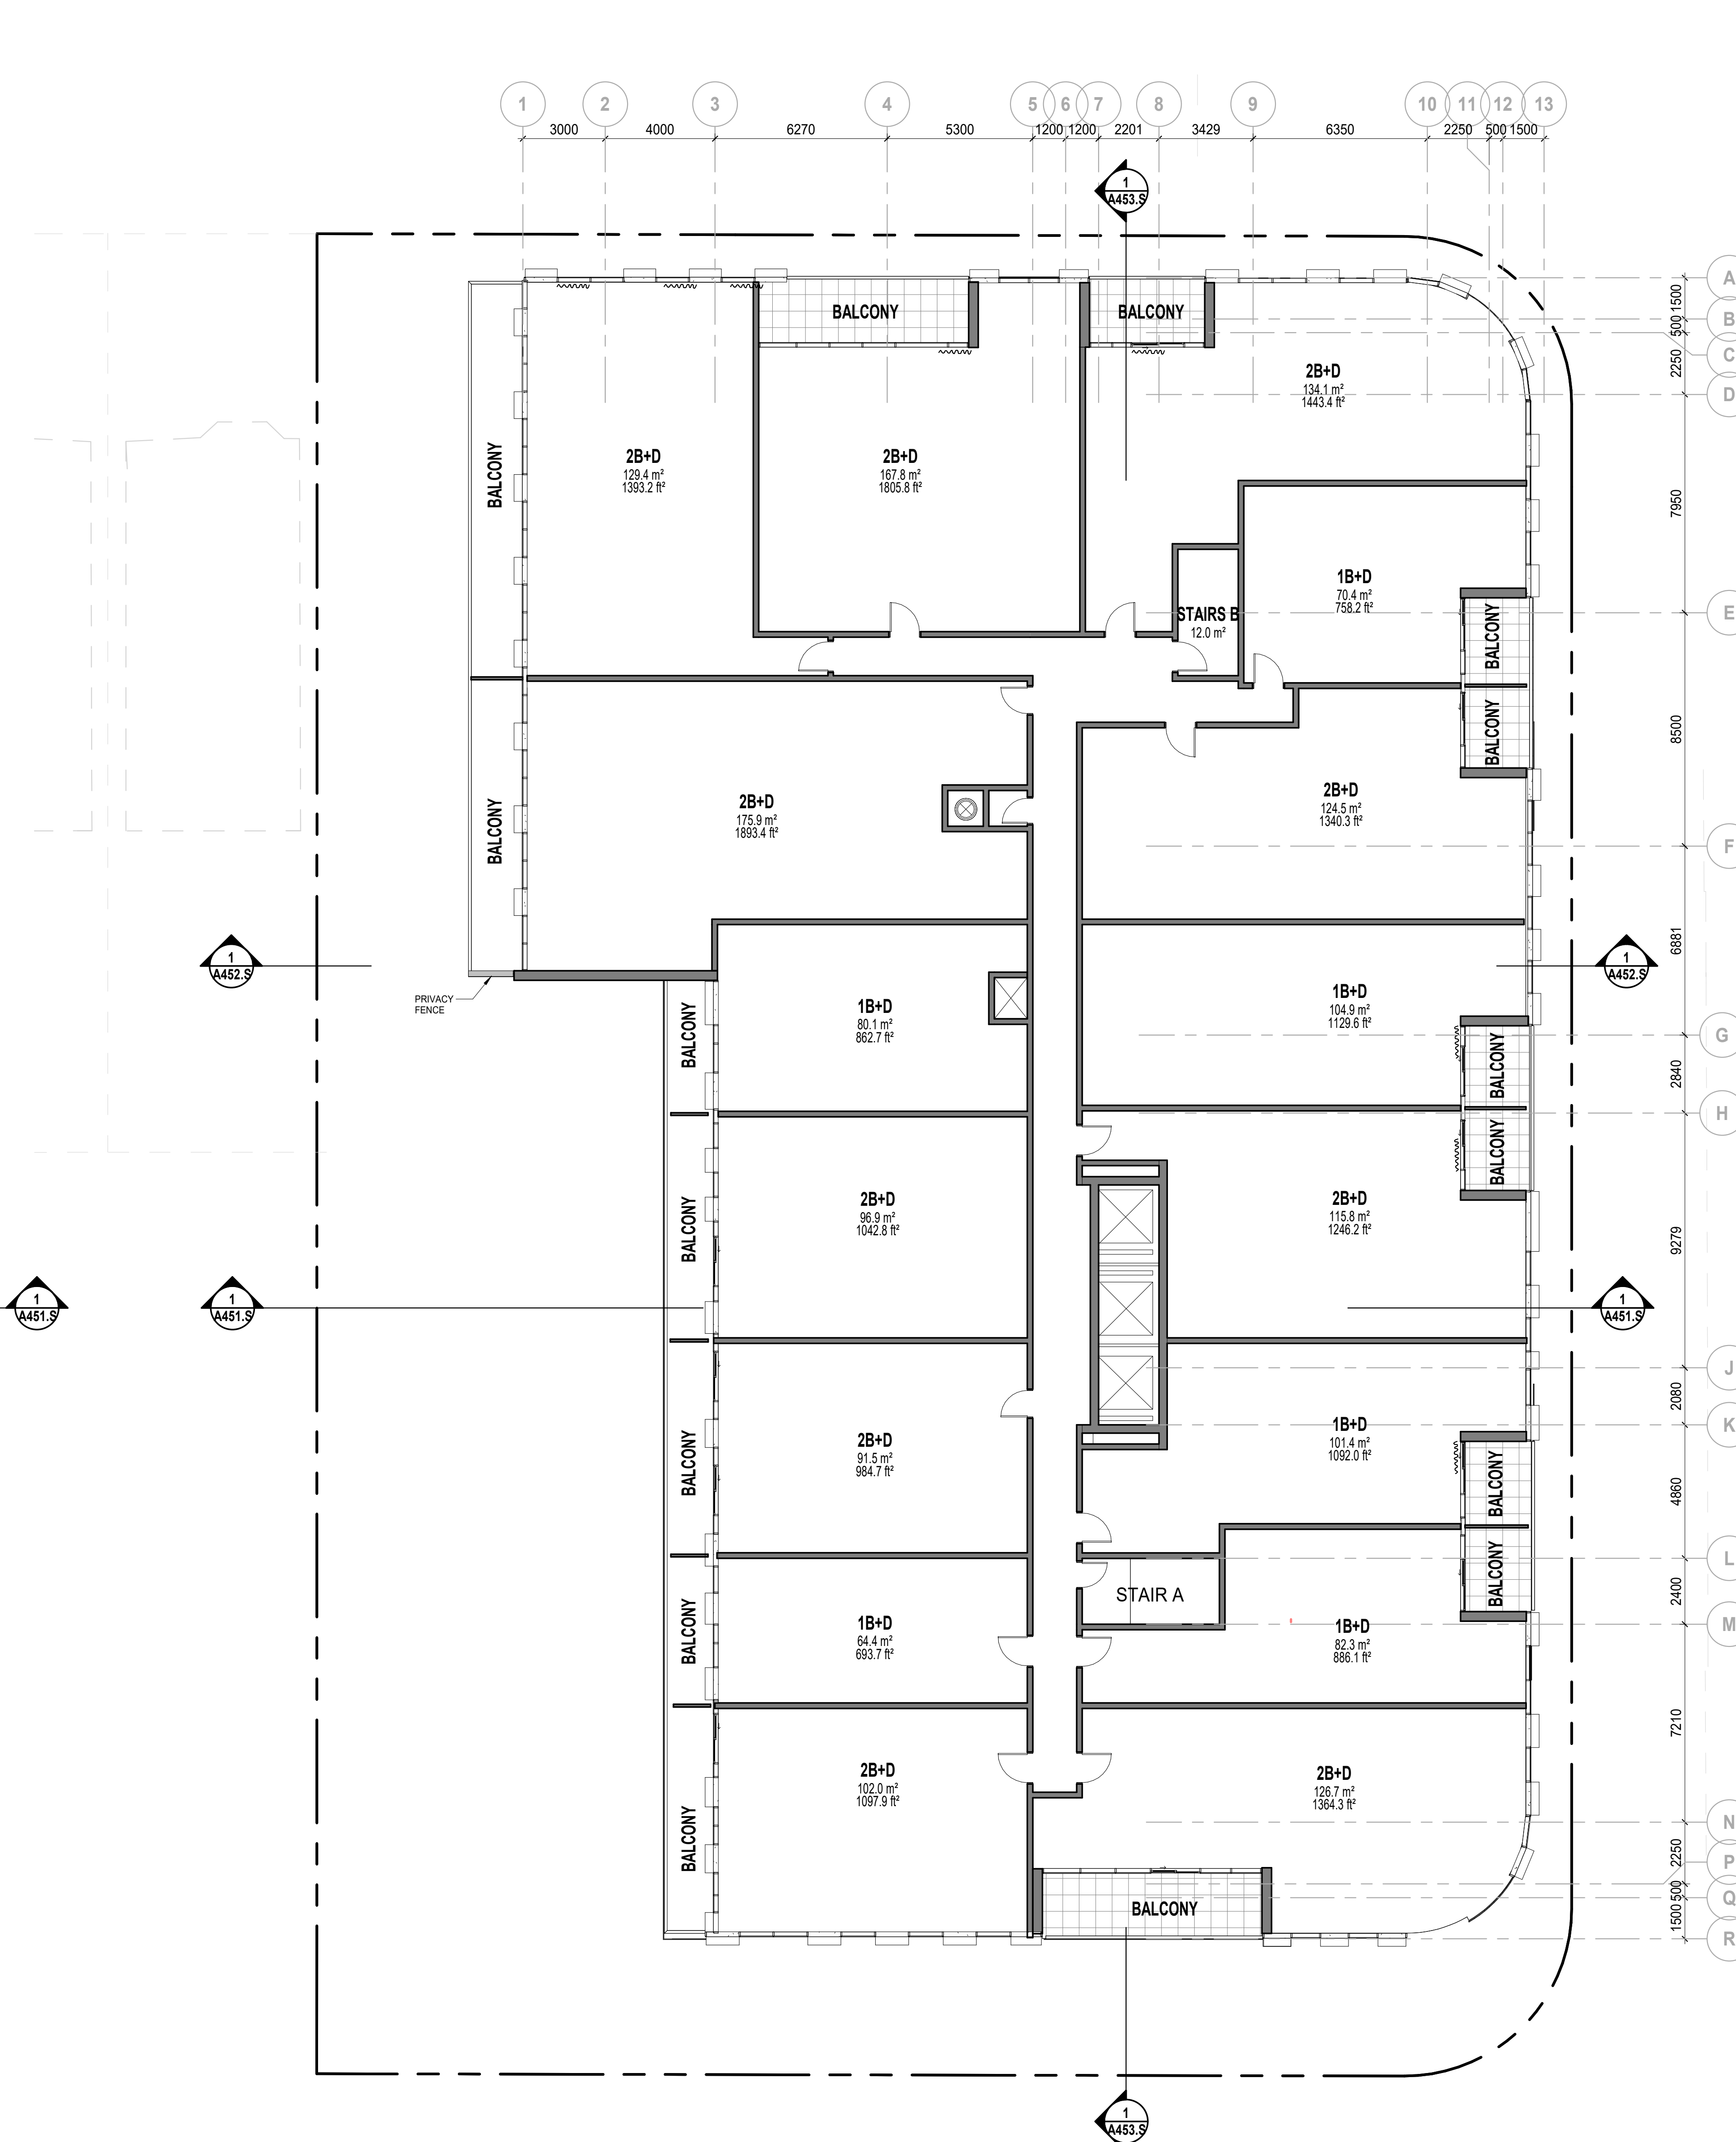 1 2 3 4 5 6 7 8 9 10 11 12 13
3000 4000 6270 5300 1200 1200 2201 3429 6350 2250 500 1500
1
A453.S
A
1500
B
500
C
2250
D
BALCONY
BALCONY
2B+D
134.1 m²
1443.4 ft²
BALCONY
2B+D
129.4 m²
1393.2 ft²
2B+D
167.8 m²
1805.8 ft²
7950
1B+D
70.4 m²
758.2 ft²
STAIRS B
12.0 m²
BALCONY
E
BALCONY
8500
BALCONY
2B+D
175.9 m²
1893.4 ft²
2B+D
124.5 m²
1340.3 ft²
F
6881
1
A452.S
1
A452.S
PRIVACY
FENCE
BALCONY
1B+D
80.1 m²
862.7 ft²
1B+D
104.9 m²
1129.6 ft²
G
BALCONY
2840
H
BALCONY
BALCONY
2B+D
96.9 m²
1042.8 ft²
2B+D
115.8 m²
1246.2 ft²
9279
1
A451.S
1
A451.S
1
A451.S
J
2080
K
BALCONY
2B+D
91.5 m²
984.7 ft²
1B+D
101.4 m²
1092.0 ft²
BALCONY
4860
L
BALCONY
STAIR A
2400
M
BALCONY
1B+D
64.4 m²
693.7 ft²
1B+D
82.3 m²
886.1 ft²
7210
BALCONY
2B+D
102.0 m²
1097.9 ft²
2B+D
126.7 m²
1364.3 ft²
N
2250
P
500
Q
1500
R
BALCONY
1
A453.S